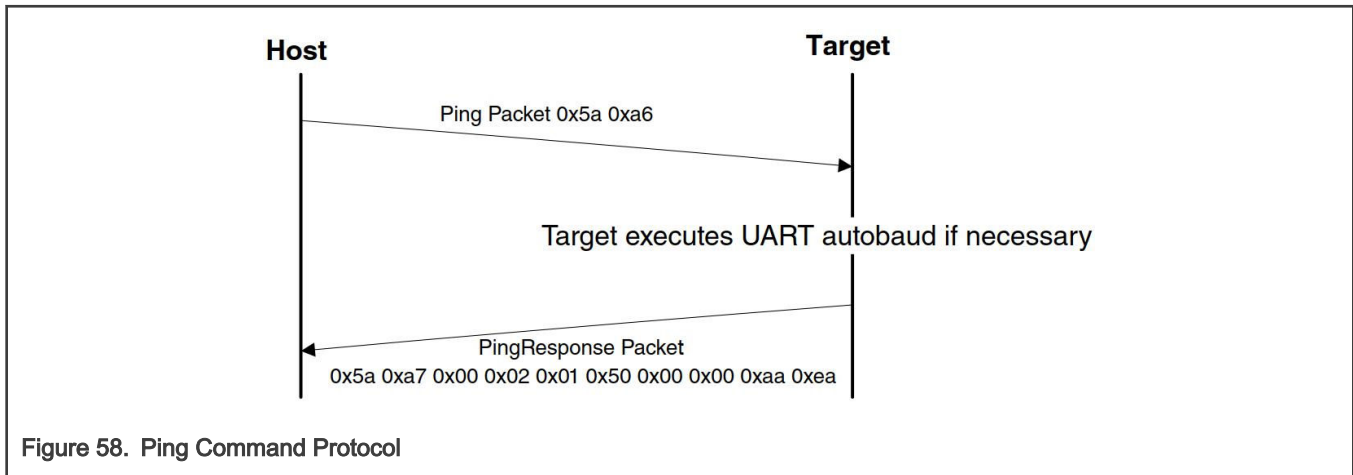 Host
Target
Ping Packet 0x5a 0xa6
Target executes UART autobaud if necessary
PingResponse Packet
0x5a 0xa7 0x00 0x02 0x01 0x50 0x00 0x00 0xaa 0xea
Figure 58. Ping Command Protocol